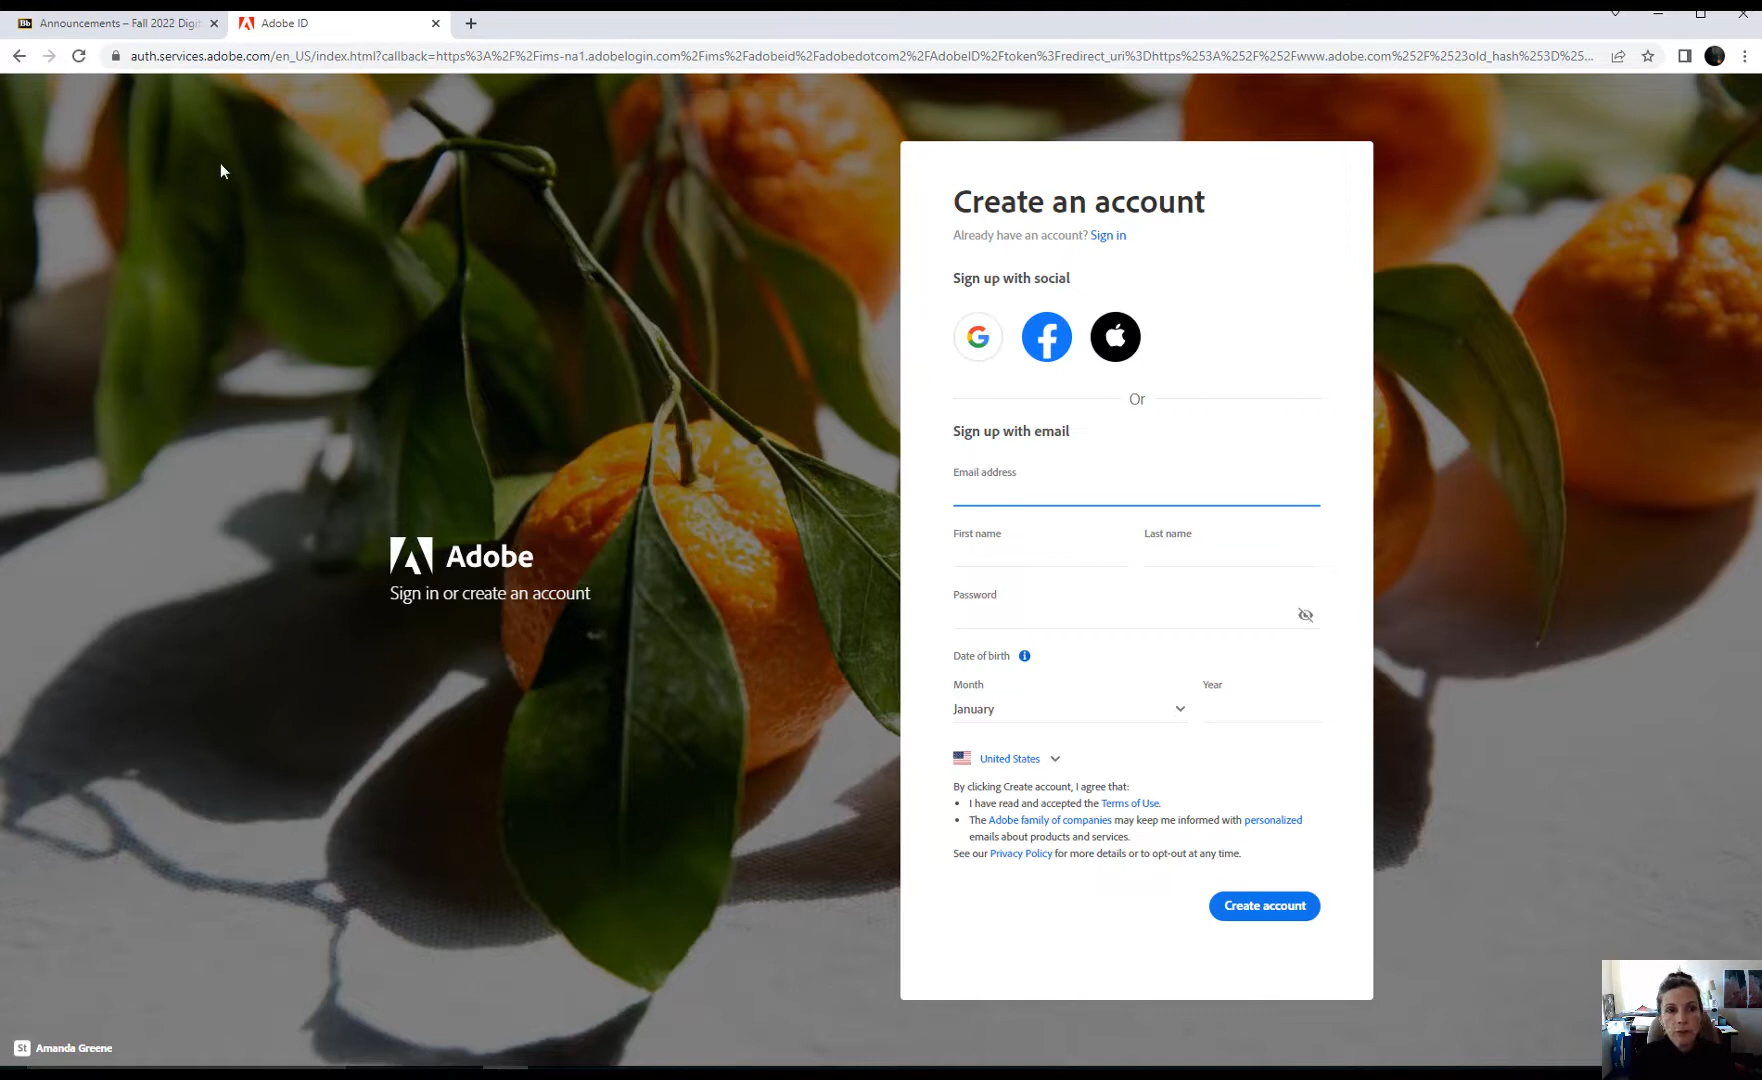 Announcements – Fall 2022 Digit
Adobe ID
auth.services.adobe.com/en_US/index.html?callback=https%3A%2F%2Fims-na1.adobelogin.com%2Fims%2Fadobeid%2Fadobedotcom2%2FAdobeID%2Ftoken%3Fredirect_uri%3Dhttps%253A%252F%252Fwww.adobe.com%252F%2523old_hash%253D%25...
Create an account
Already have an account? Sign in
Sign up with social
Or
Sign up with email
Email address
First name Last name
Password
Date of birth
Month Year
January
United States
By clicking Create account, I agree that:
• I have read and accepted the Terms of Use.
• The Adobe family of companies may keep me informed with personalized
emails about products and services.
See our Privacy Policy for more details or to opt-out at any time.
Create account
Adobe
Sign in or create an account
St Amanda Greene